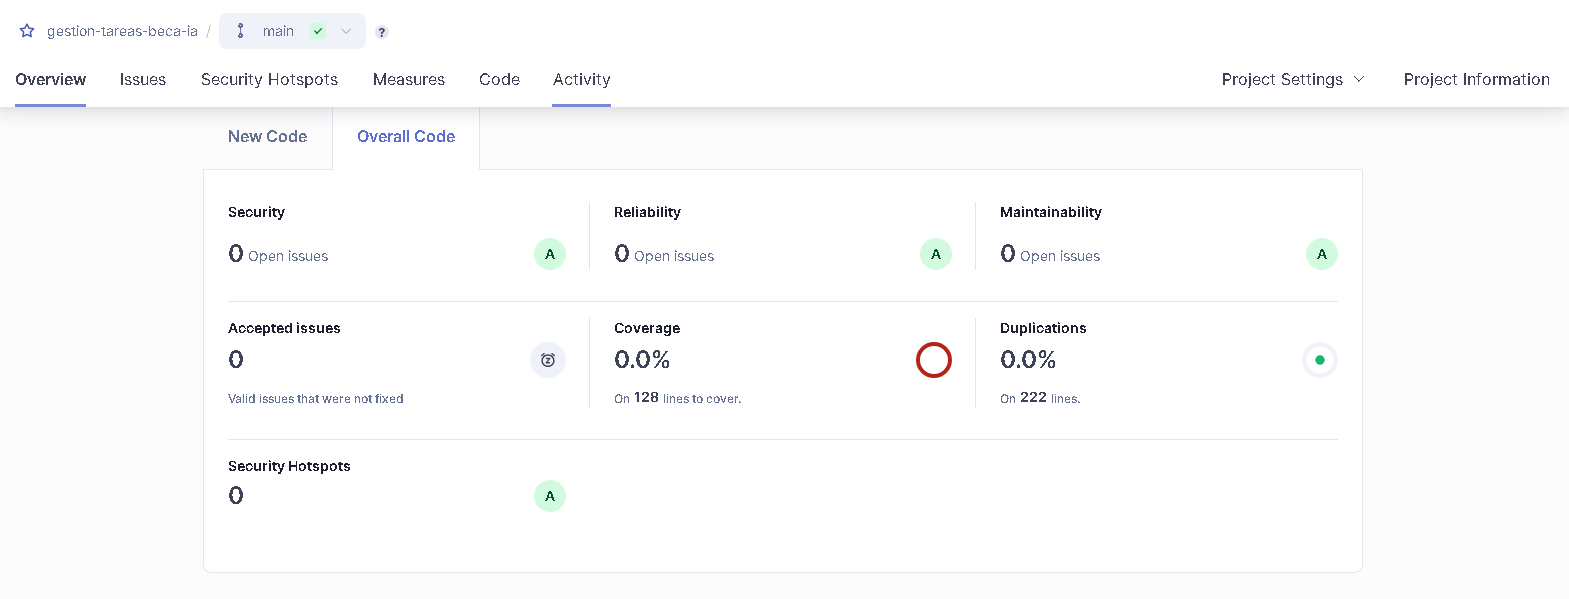 gestion-tareas-beca-ia / main ?
Overview Issues Security Hotspots Measures Code Activity Project Settings Project Information
New Code Overall Code
Security Reliability Maintainability
0 Open issues A 0 Open issues A 0 Open issues A
Accepted issues Coverage Duplications
0 0.0% 0.0%
Valid issues that were not fixed On 128 lines to cover. On 222 lines.
Security Hotspots
0 A